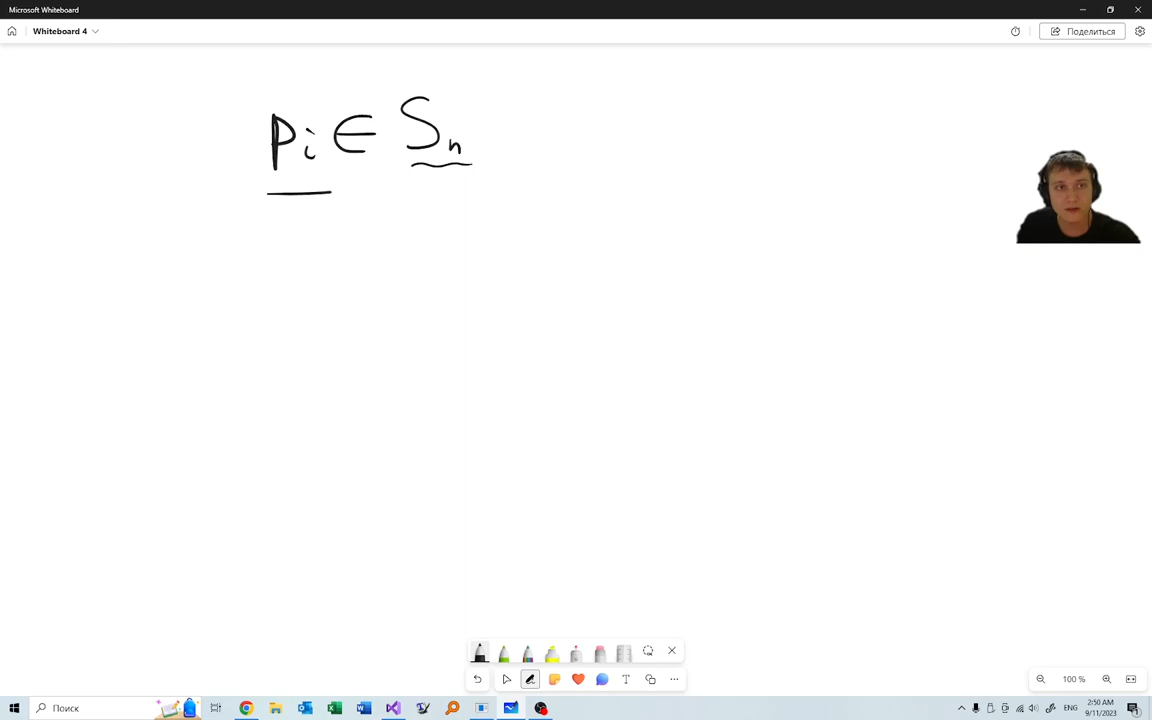 Microsoft Whiteboard
Whiteboard 4
Поделиться
pᵢ ∈ Sₙ
100 %
Поиск
ENG
2:50 AM
9/11/2023